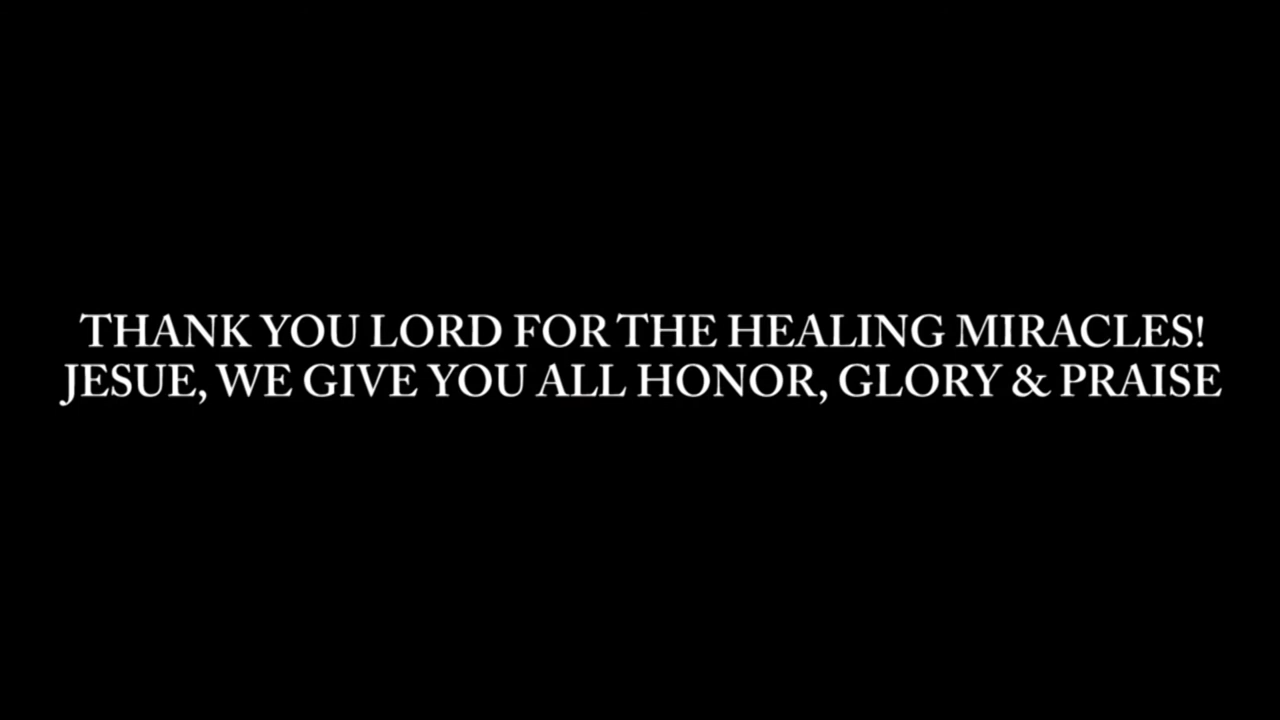 THANK YOU LORD FOR THE HEALING MIRACLES!
JESUE, WE GIVE YOU ALL HONOR, GLORY & PRAISE